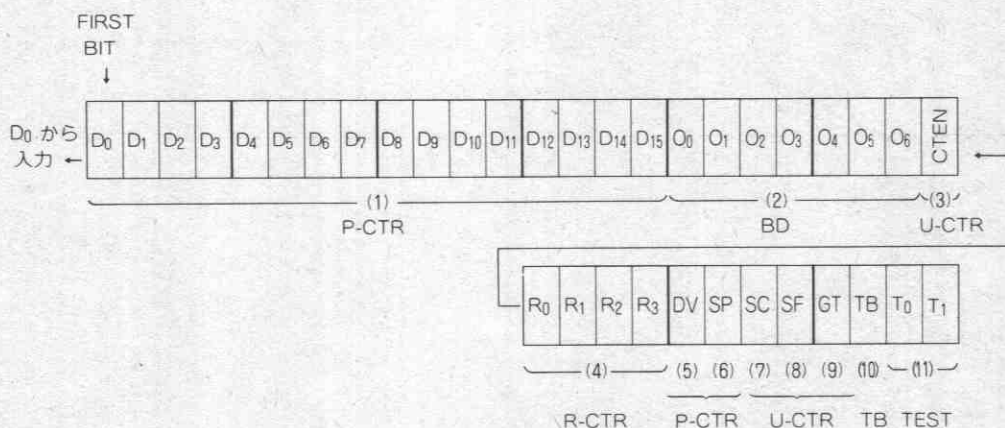 FIRST
BIT
↓
D₀ から
入力
←
D₀ D₁ D₂ D₃ D₄ D₅ D₆ D₇ D₈ D₉ D₁₀ D₁₁ D₁₂ D₁₃ D₁₄ D₁₅ O₀ O₁ O₂ O₃ O₄ O₅ O₆ CTEN
(1) (2) (3)
P-CTR BD U-CTR
R₀ R₁ R₂ R₃ DV SP SC SF GT TB T₀ T₁
(4) (5) (6) (7) (8) (9) (10) (11)
R-CTR P-CTR U-CTR TB TEST